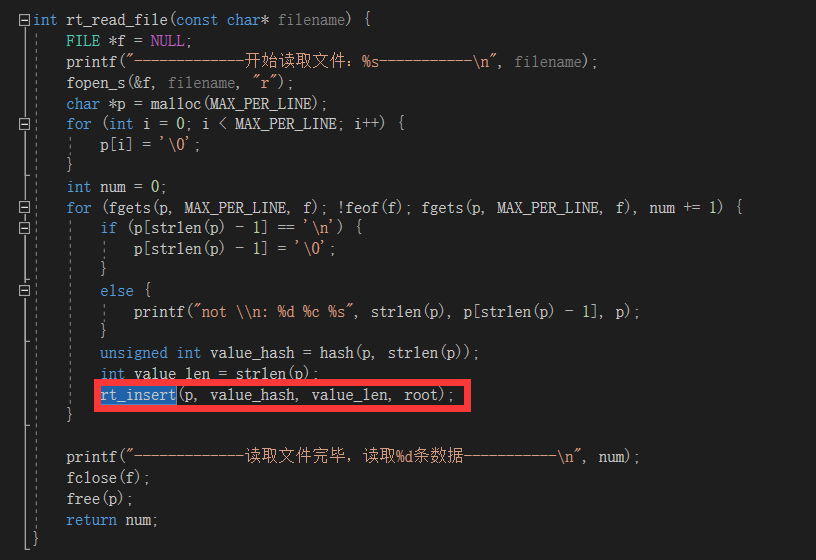 int rt_read_file(const char* filename) {
FILE *f = NULL;
printf("-------------开始读取文件：%s-----------\n", filename);
fopen_s(&f, filename, "r");
char *p = malloc(MAX_PER_LINE);
for (int i = 0; i < MAX_PER_LINE; i++) {
p[i] = '\0';
}
int num = 0;
for (fgets(p, MAX_PER_LINE, f); !feof(f); fgets(p, MAX_PER_LINE, f), num += 1) {
if (p[strlen(p) - 1] == '\n') {
p[strlen(p) - 1] = '\0';
}
else {
printf("not \\n: %d %c %s", strlen(p), p[strlen(p) - 1], p);
}
unsigned int value_hash = hash(p, strlen(p));
int value_len = strlen(p);
rt_insert(p, value_hash, value_len, root);
}
printf("-------------读取文件完毕，读取%d条数据-----------\n", num);
fclose(f);
free(p);
return num;
}